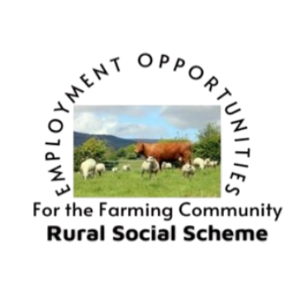 EMPLOYMENT OPPORTUNITIES
For the Farming Community
Rural Social Scheme